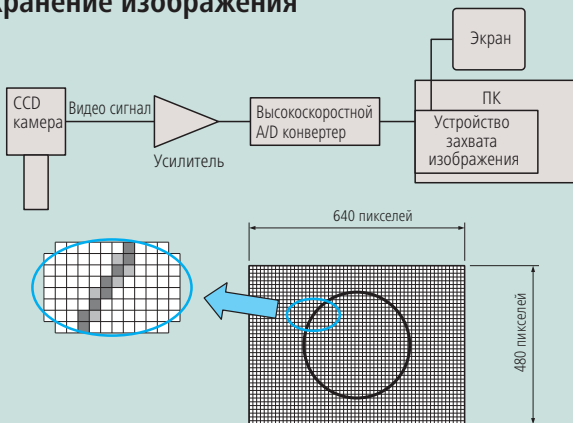 хранение изображения
Экран
CCD
камера
Видео сигнал
Усилитель
Высокоскоростной
A/D конвертер
ПК
Устройство
захвата
изображения
640 пикселей
480 пикселей